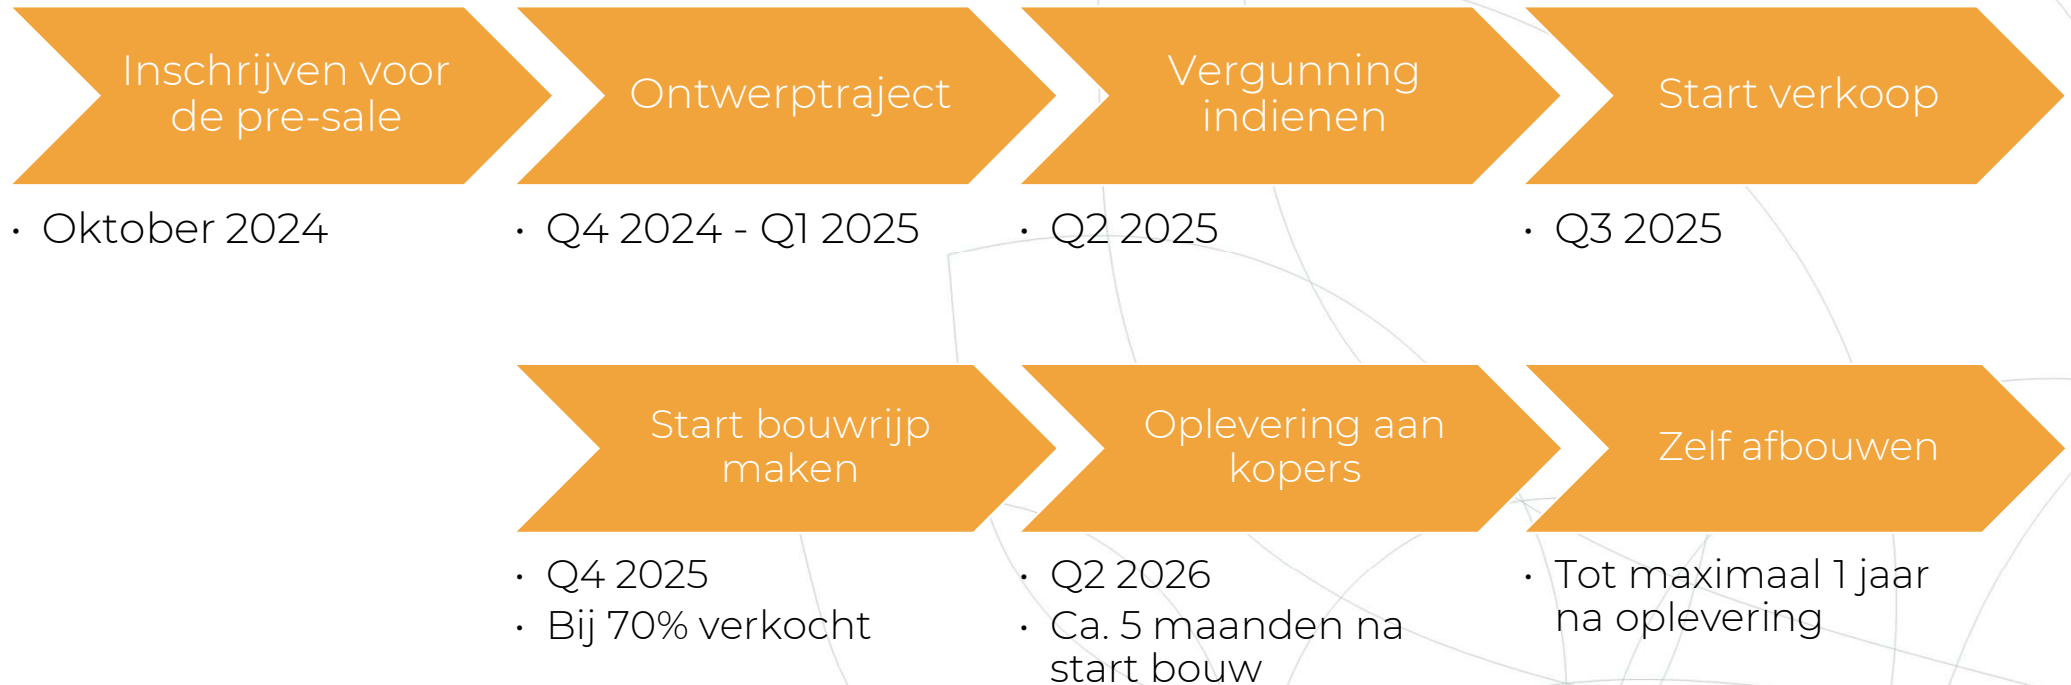 Inschrijven voor
de pre-sale
Ontwerptraject
Vergunning
indienen
Start verkoop
· Oktober 2024
· Q4 2024 - Q1 2025
· Q2 2025
· Q3 2025
Start bouwrijp
maken
Oplevering aan
kopers
Zelf afbouwen
· Q4 2025
· Bij 70% verkocht
· Q2 2026
· Ca. 5 maanden na
start bouw
· Tot maximaal 1 jaar
na oplevering